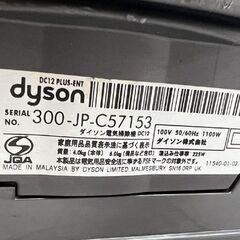 DC12 PLUS-ENT
dyson
SERIAL NO. 300-JP-C57153
ダイソン電気掃除機 DC12
100V 50/60Hz 1100W
ダイソン株式会社
JQA
家庭用品品質表示法に基づく表示
MADE IN MALAYSIA BY DYSON LIMITED, MALMESBURY SN16 0RP UK
11540-01-02